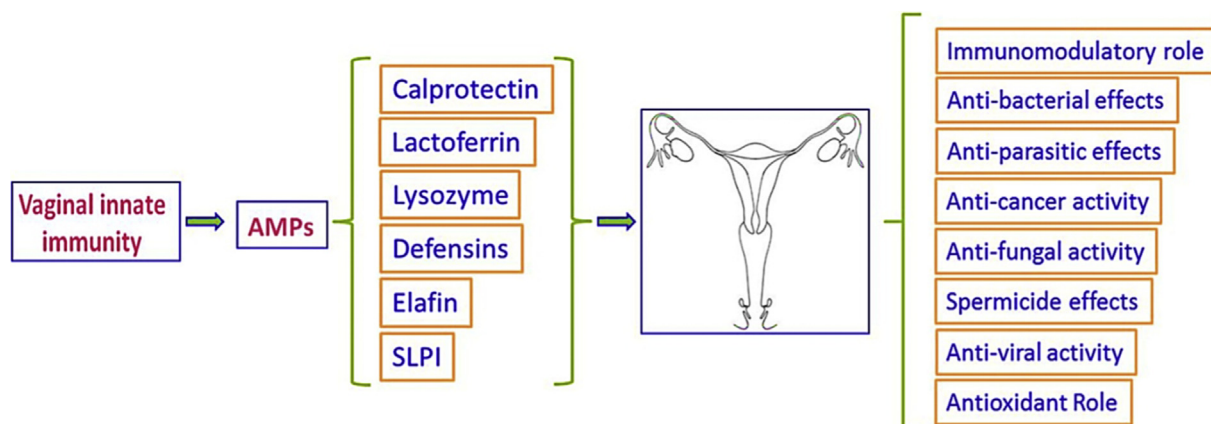 Vaginal innate
immunity
AMPs
Calprotectin
Lactoferrin
Lysozyme
Defensins
Elafin
SLPI
Immunomodulatory role
Anti-bacterial effects
Anti-parasitic effects
Anti-cancer activity
Anti-fungal activity
Spermicide effects
Anti-viral activity
Antioxidant Role